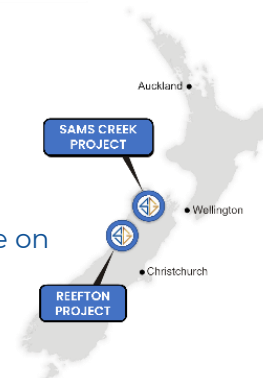 Auckland
SAMS CREEK
PROJECT
Wellington
e on
Christchurch
REEFTON
PROJECT